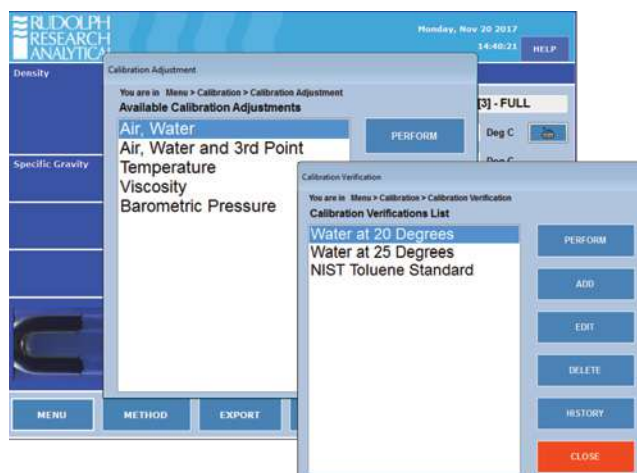 RUDOLPH
RESEARCH
ANALYTICA
Monday, Nov 20 2017
14:40:21
HELP
Density
Specific Gravity
[3] - FULL
Deg C
Deg C
Calibration Adjustment
You are in Menu > Calibration > Calibration Adjustment
Available Calibration Adjustments
Air, Water
Air, Water and 3rd Point
Temperature
Viscosity
Barometric Pressure
PERFORM
Calibration Verification
You are in Menu > Calibration > Calibration Verification
Calibration Verifications List
Water at 20 Degrees
Water at 25 Degrees
NIST Toluene Standard
PERFORM
ADD
EDIT
DELETE
HISTORY
CLOSE
MENU
METHOD
EXPORT